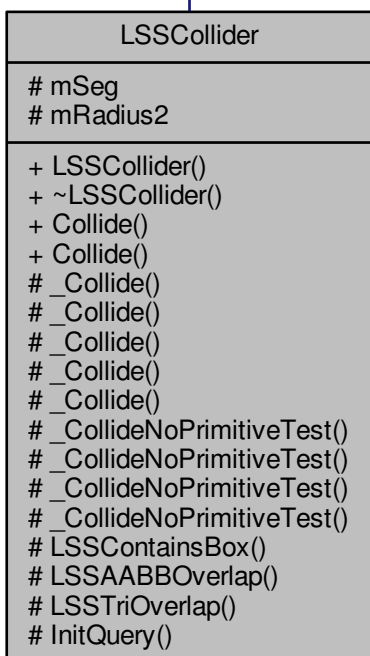 LSSCollider
# mSeg
# mRadius2
+ LSSCollider()
+ ~LSSCollider()
+ Collide()
+ Collide()
# _Collide()
# _Collide()
# _Collide()
# _Collide()
# _Collide()
# _CollideNoPrimitiveTest()
# _CollideNoPrimitiveTest()
# _CollideNoPrimitiveTest()
# _CollideNoPrimitiveTest()
# LSSContainsBox()
# LSSAABBOverlap()
# LSSTriOverlap()
# InitQuery()